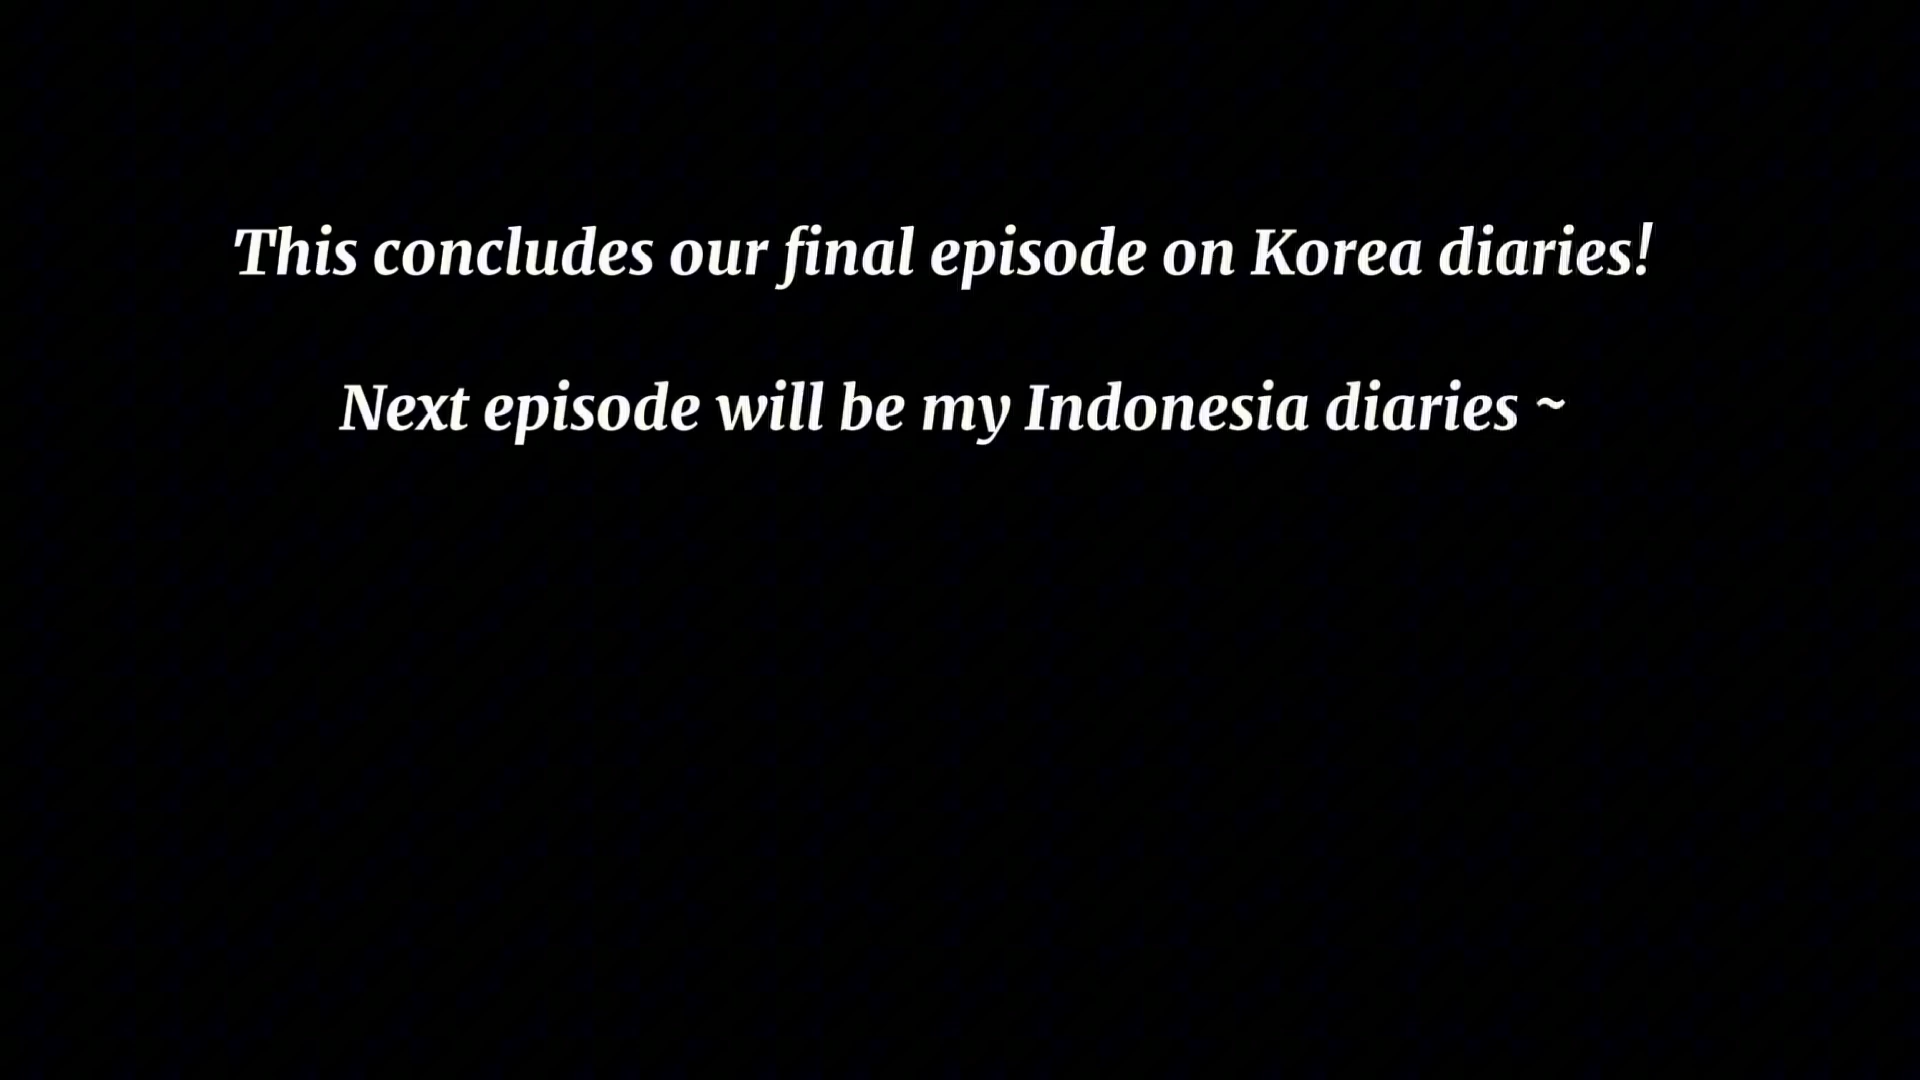 This concludes our final episode on Korea diaries!
Next episode will be my Indonesia diaries ~